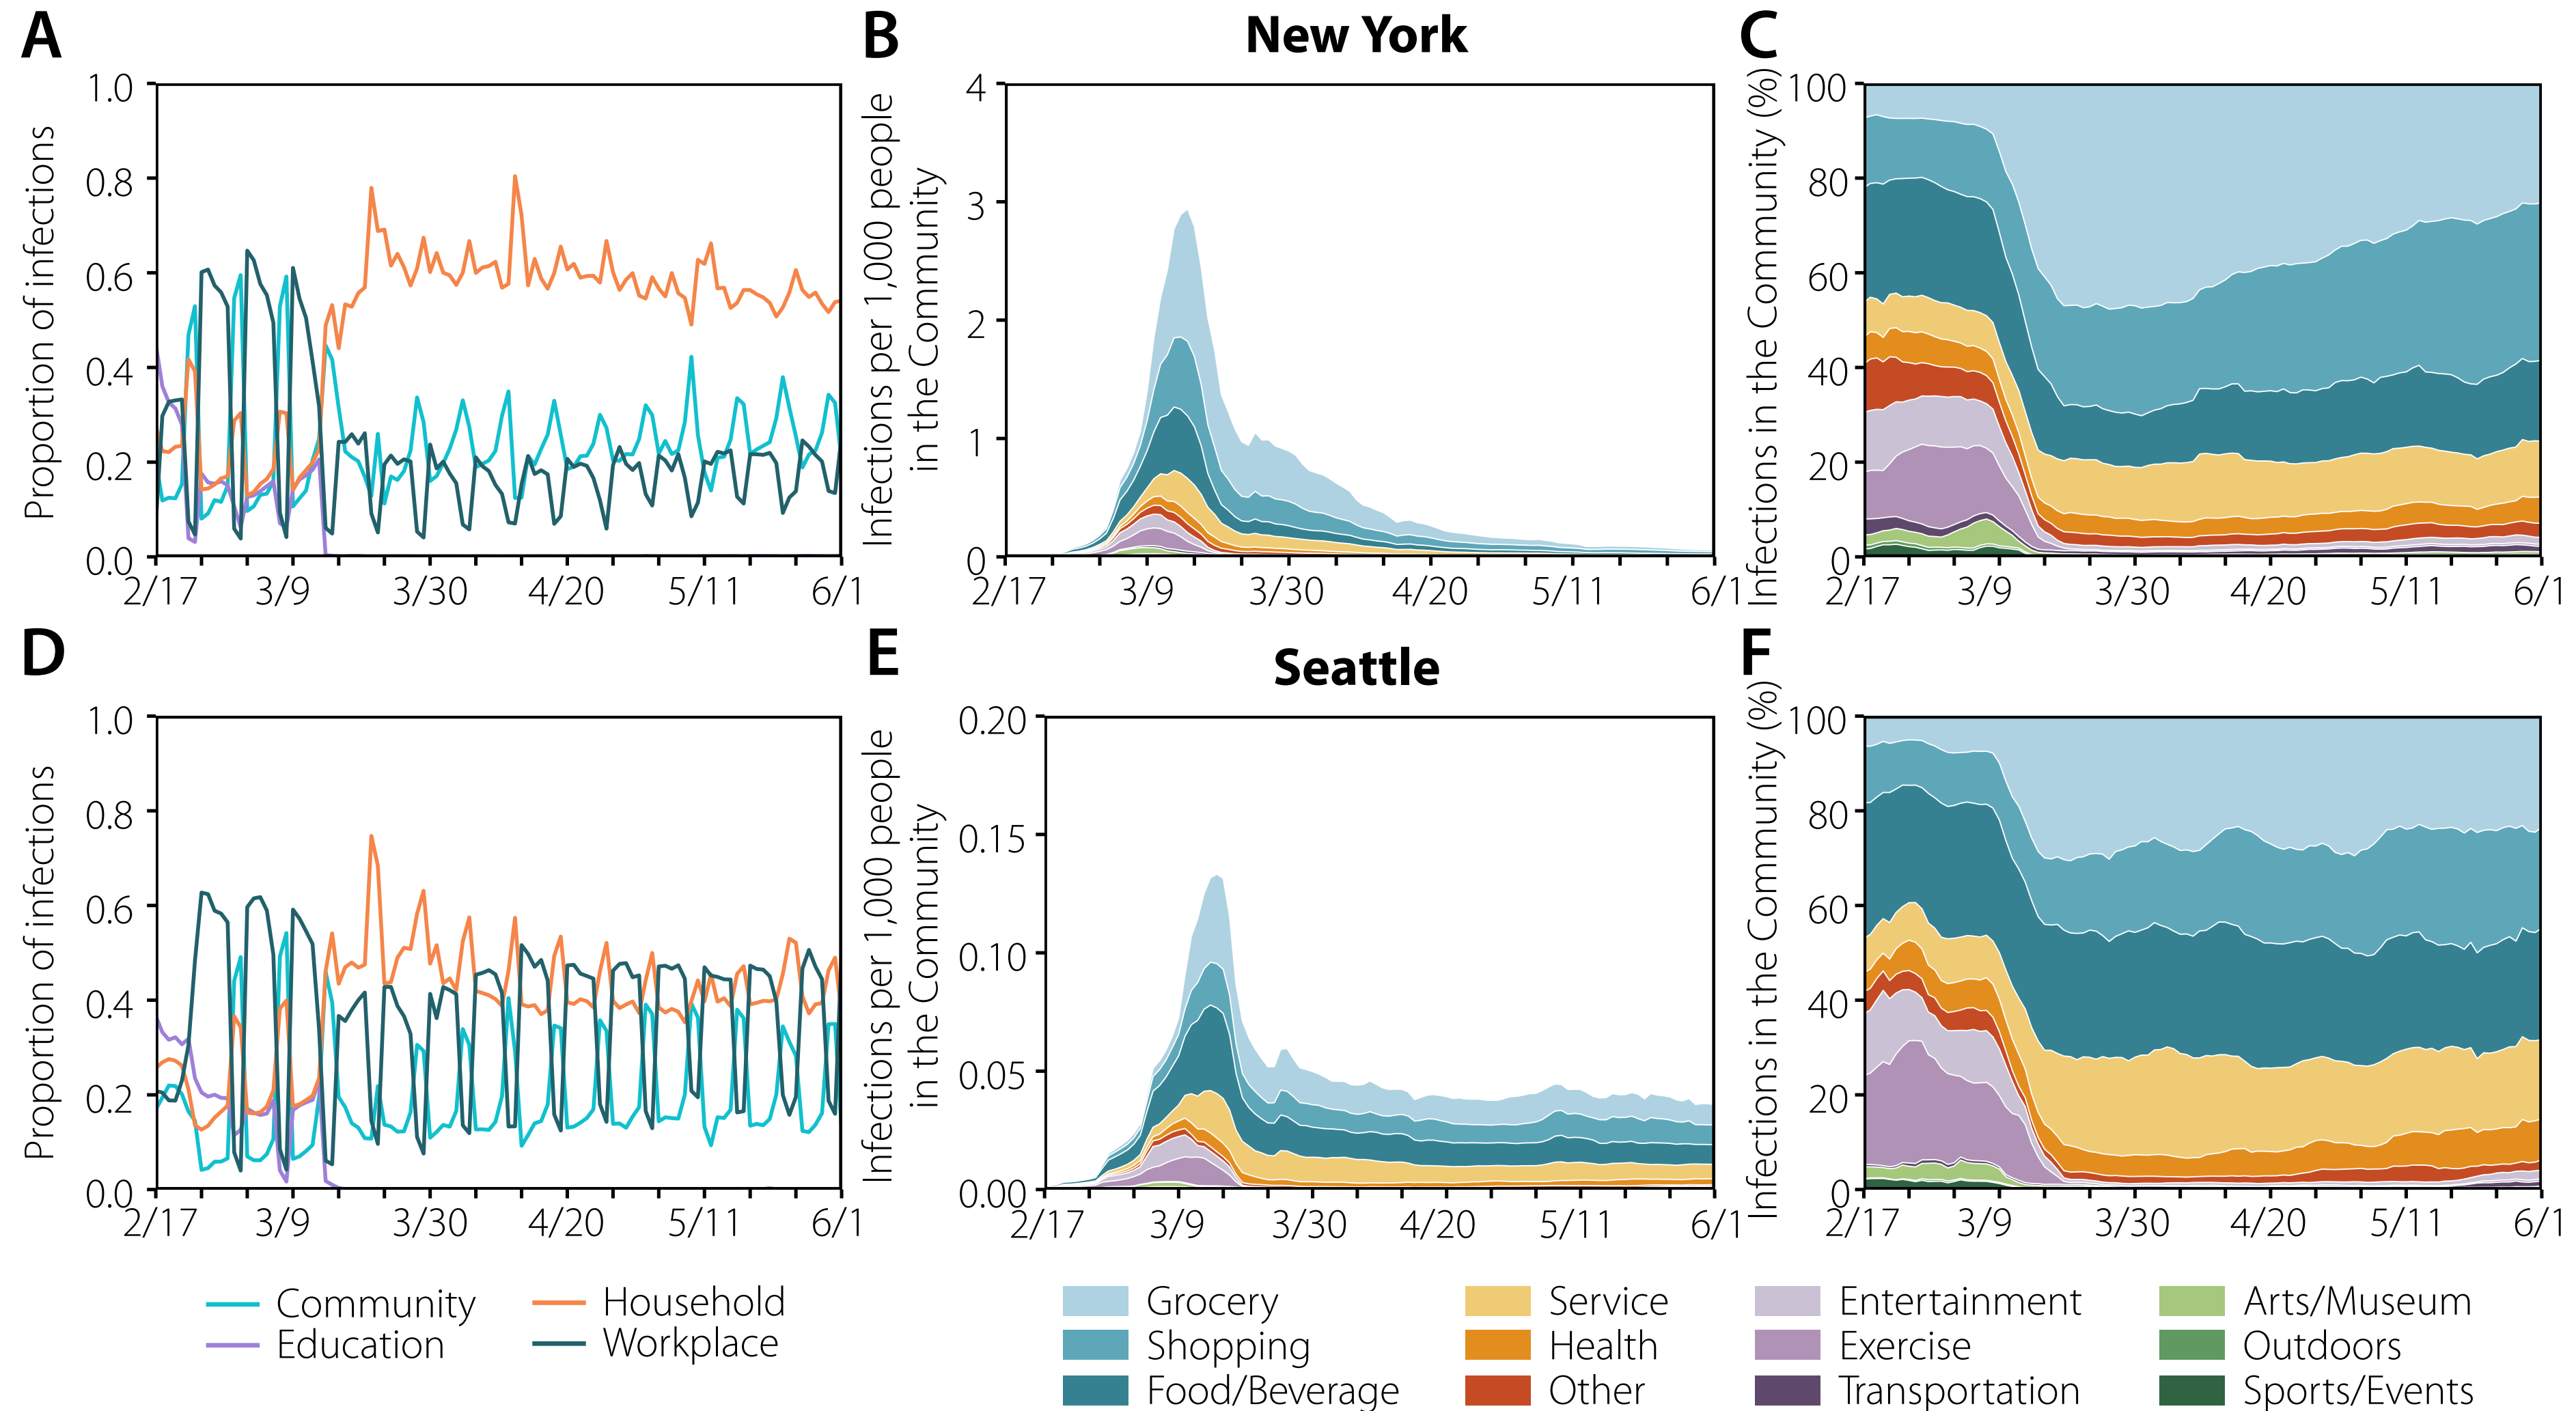 A
B
New York
C
Proportion of infections
1.0
0.8
0.6
0.4
0.2
0.0
2/17
3/9
3/30
4/20
5/11
6/1
Infections per 1,000 people
in the Community
4
3
2
1
0
2/17
3/9
3/30
4/20
5/11
6/1
Infections in the Community (%)
100
80
60
40
20
0
2/17
3/9
3/30
4/20
5/11
6/1
D
E
Seattle
F
Proportion of infections
1.0
0.8
0.6
0.4
0.2
0.0
2/17
3/9
3/30
4/20
5/11
6/1
Infections per 1,000 people
in the Community
0.20
0.15
0.10
0.05
0.00
2/17
3/9
3/30
4/20
5/11
6/1
Infections in the Community (%)
100
80
60
40
20
0
2/17
3/9
3/30
4/20
5/11
6/1
Community
Household
Education
Workplace
Grocery
Service
Entertainment
Arts/Museum
Shopping
Health
Exercise
Outdoors
Food/Beverage
Other
Transportation
Sports/Events